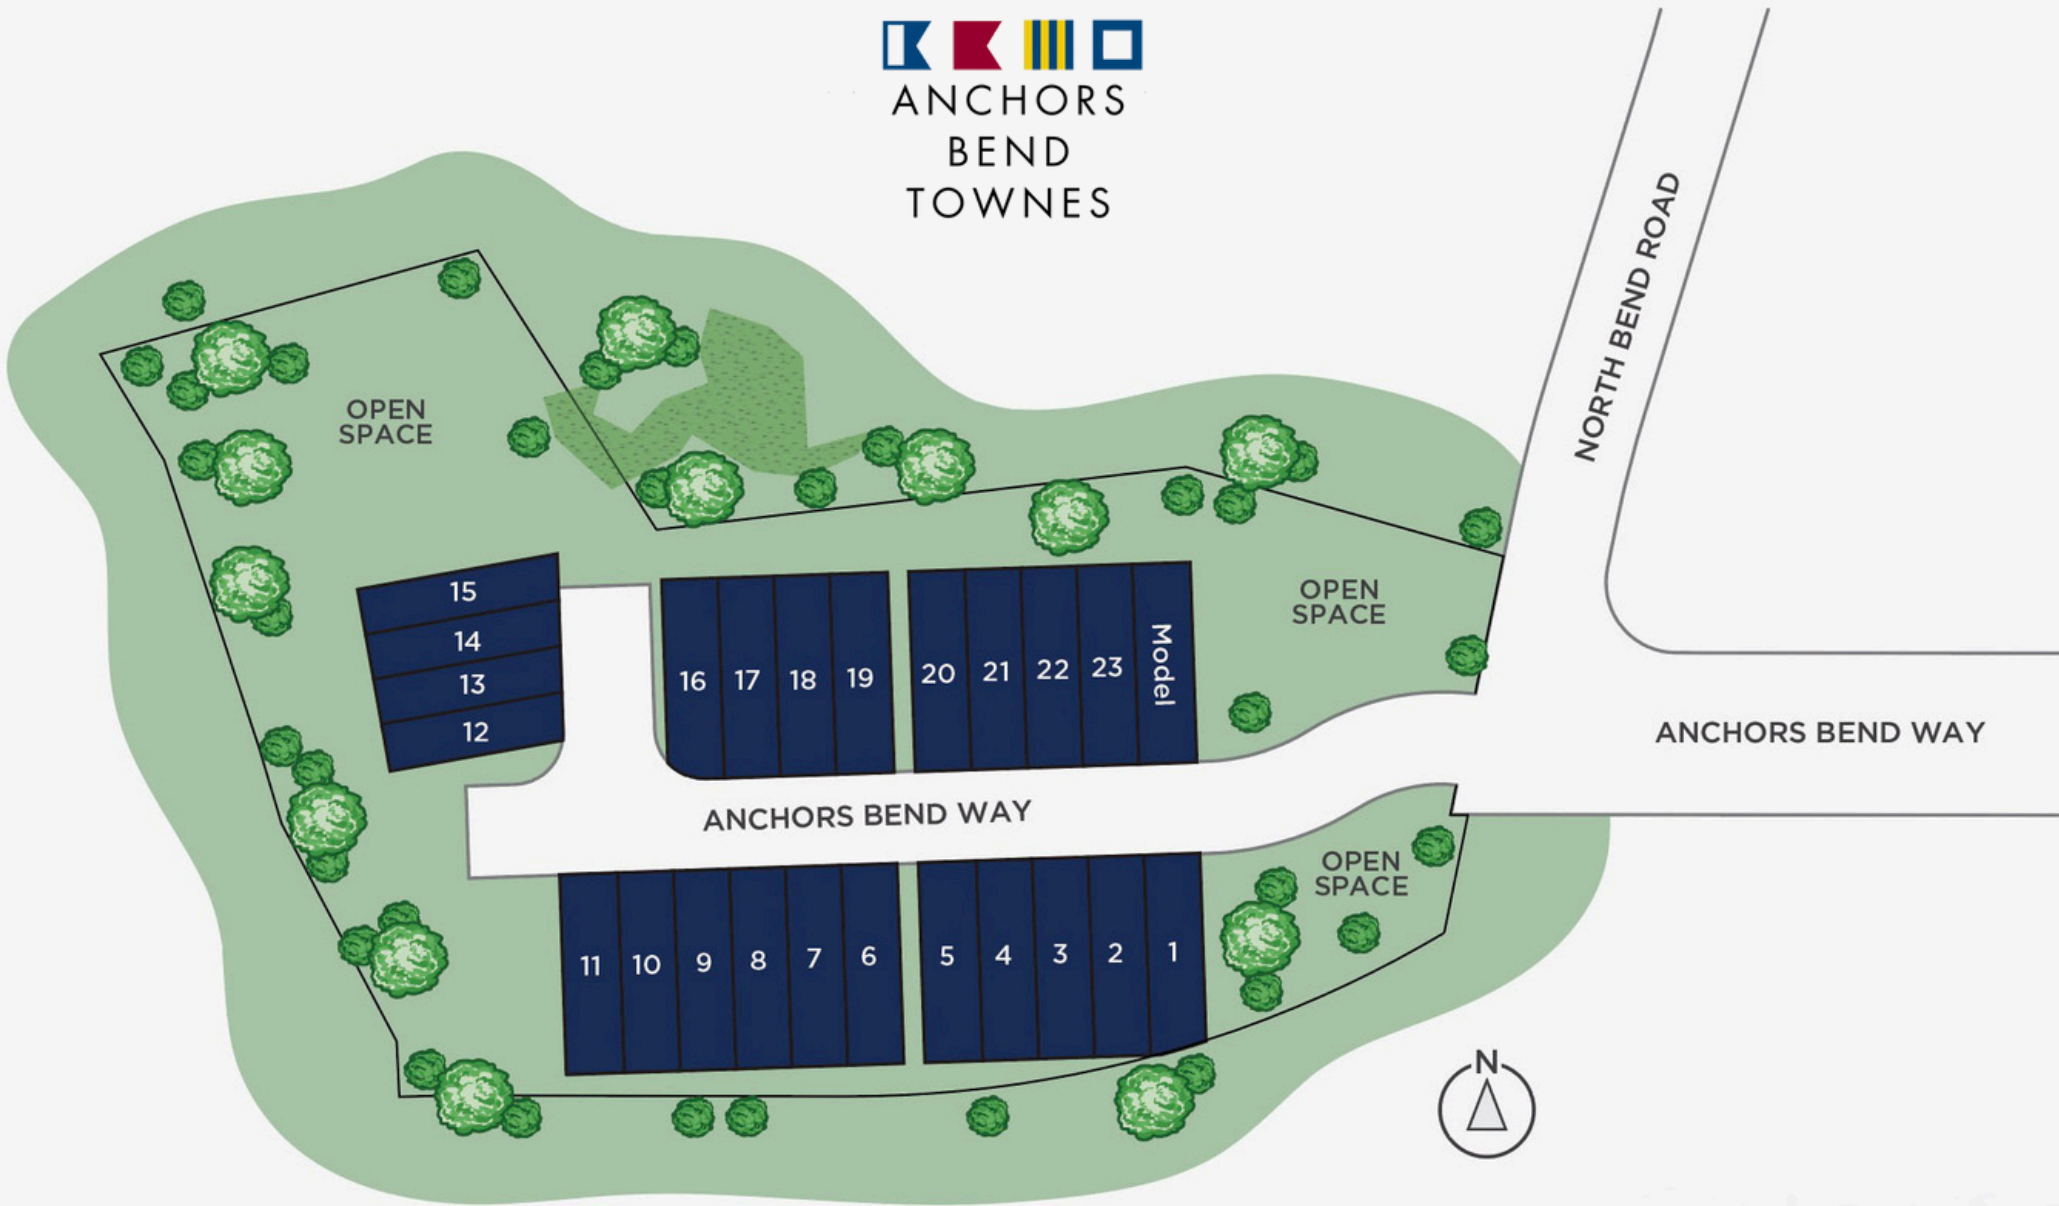 ANCHORS
BEND
TOWNES
NORTH BEND ROAD
OPEN
SPACE
15
14
13
12
16 17 18 19
20 21 22 23 Model
OPEN
SPACE
ANCHORS BEND WAY
ANCHORS BEND WAY
11 10 9 8 7 6
5 4 3 2 1
OPEN
SPACE
N